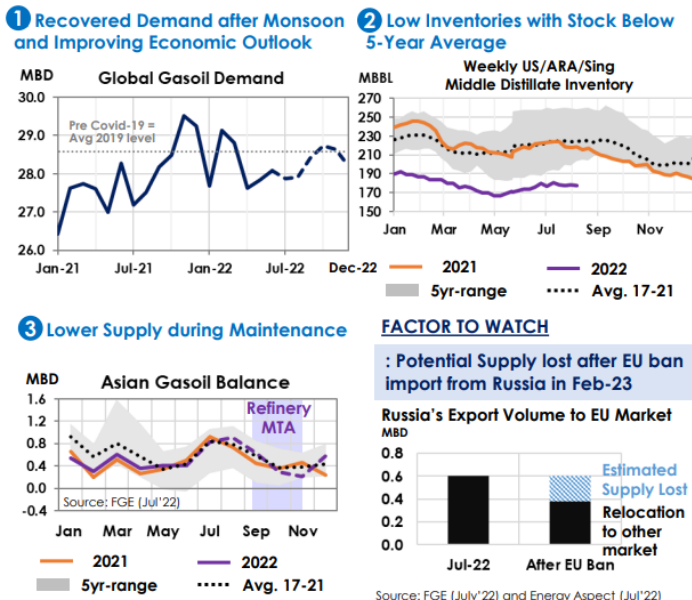 1 Recovered Demand after Monsoon
and Improving Economic Outlook
MBD
Global Gasoil Demand
30.0
29.0
28.0
27.0
26.0
Pre Covid-19 =
Avg 2019 level
Jan-21 Jul-21 Jan-22 Jul-22 Dec-22
2 Low Inventories with Stock Below
5-Year Average
MBBL
Weekly US/ARA/Sing
Middle Distillate Inventory
270
250
230
210
190
170
150
Jan Mar May Jul Sep Nov
2021 2022
5yr-range Avg. 17-21
3 Lower Supply during Maintenance
MBD
Asian Gasoil Balance
1.6
1.2
0.8
0.4
0.0
-0.4
Refinery
MTA
Source: FGE (Jul'22)
Jan Mar May Jul Sep Nov
2021 2022
5yr-range Avg. 17-21
FACTOR TO WATCH
: Potential Supply lost after EU ban
import from Russia in Feb-23
Russia's Export Volume to EU Market
MBD
0.8
0.6
0.4
0.2
0.0
Estimated
Supply Lost
Relocation
to other
market
Jul-22 After EU Ban
Source: FGE (July'22) and Energy Aspect (Jul'22)